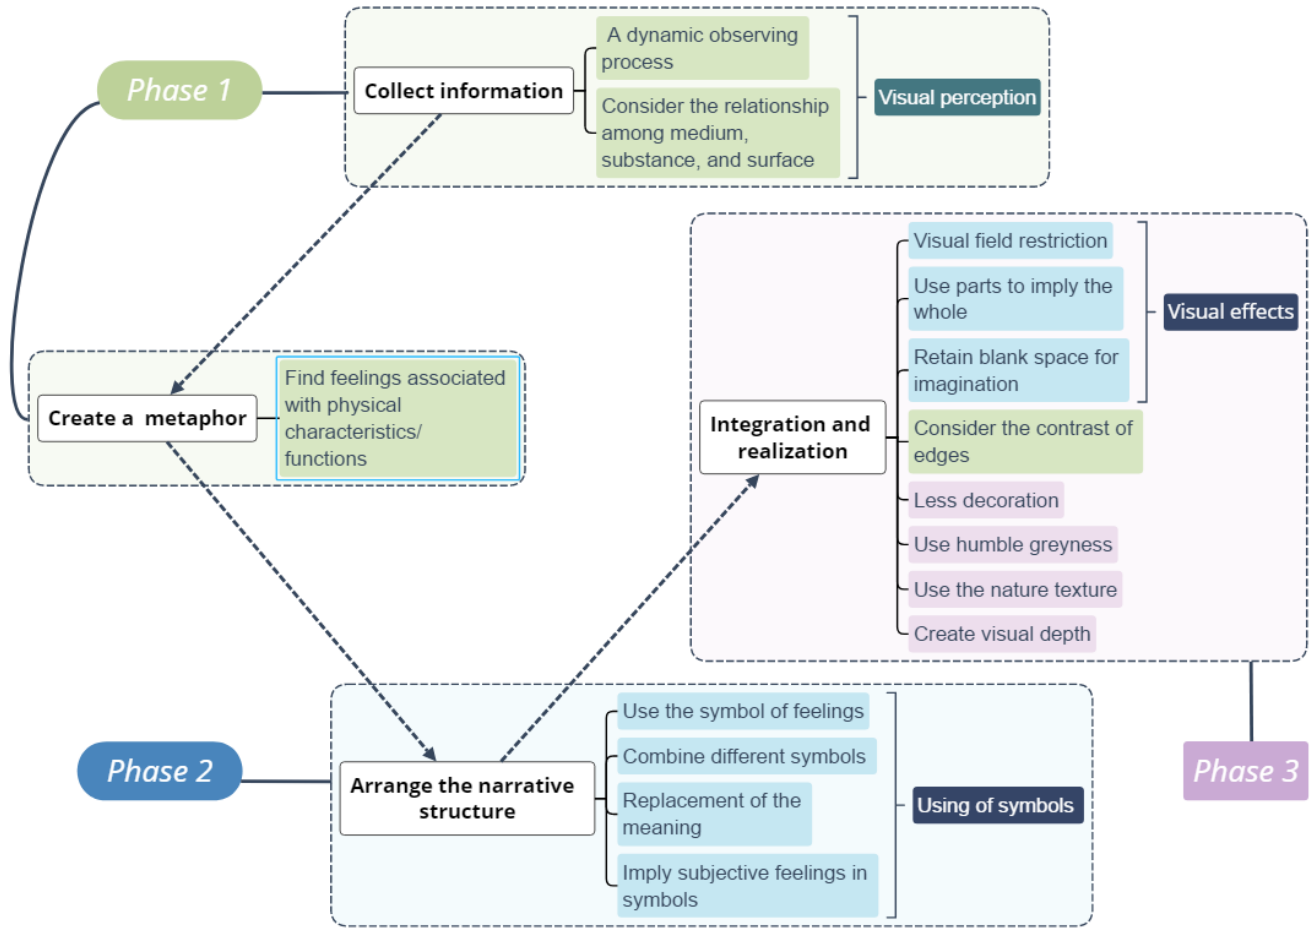 Phase 1
Collect information
A dynamic observing
process
Consider the relationship
among medium,
substance, and surface
Visual perception
Create a metaphor
Find feelings associated
with physical
characteristics/
functions
Integration and
realization
Visual field restriction
Use parts to imply the
whole
Retain blank space for
imagination
Visual effects
Consider the contrast of
edges
Less decoration
Use humble greyness
Use the nature texture
Create visual depth
Phase 3
Phase 2
Arrange the narrative
structure
Use the symbol of feelings
Combine different symbols
Replacement of the
meaning
Imply subjective feelings in
symbols
Using of symbols